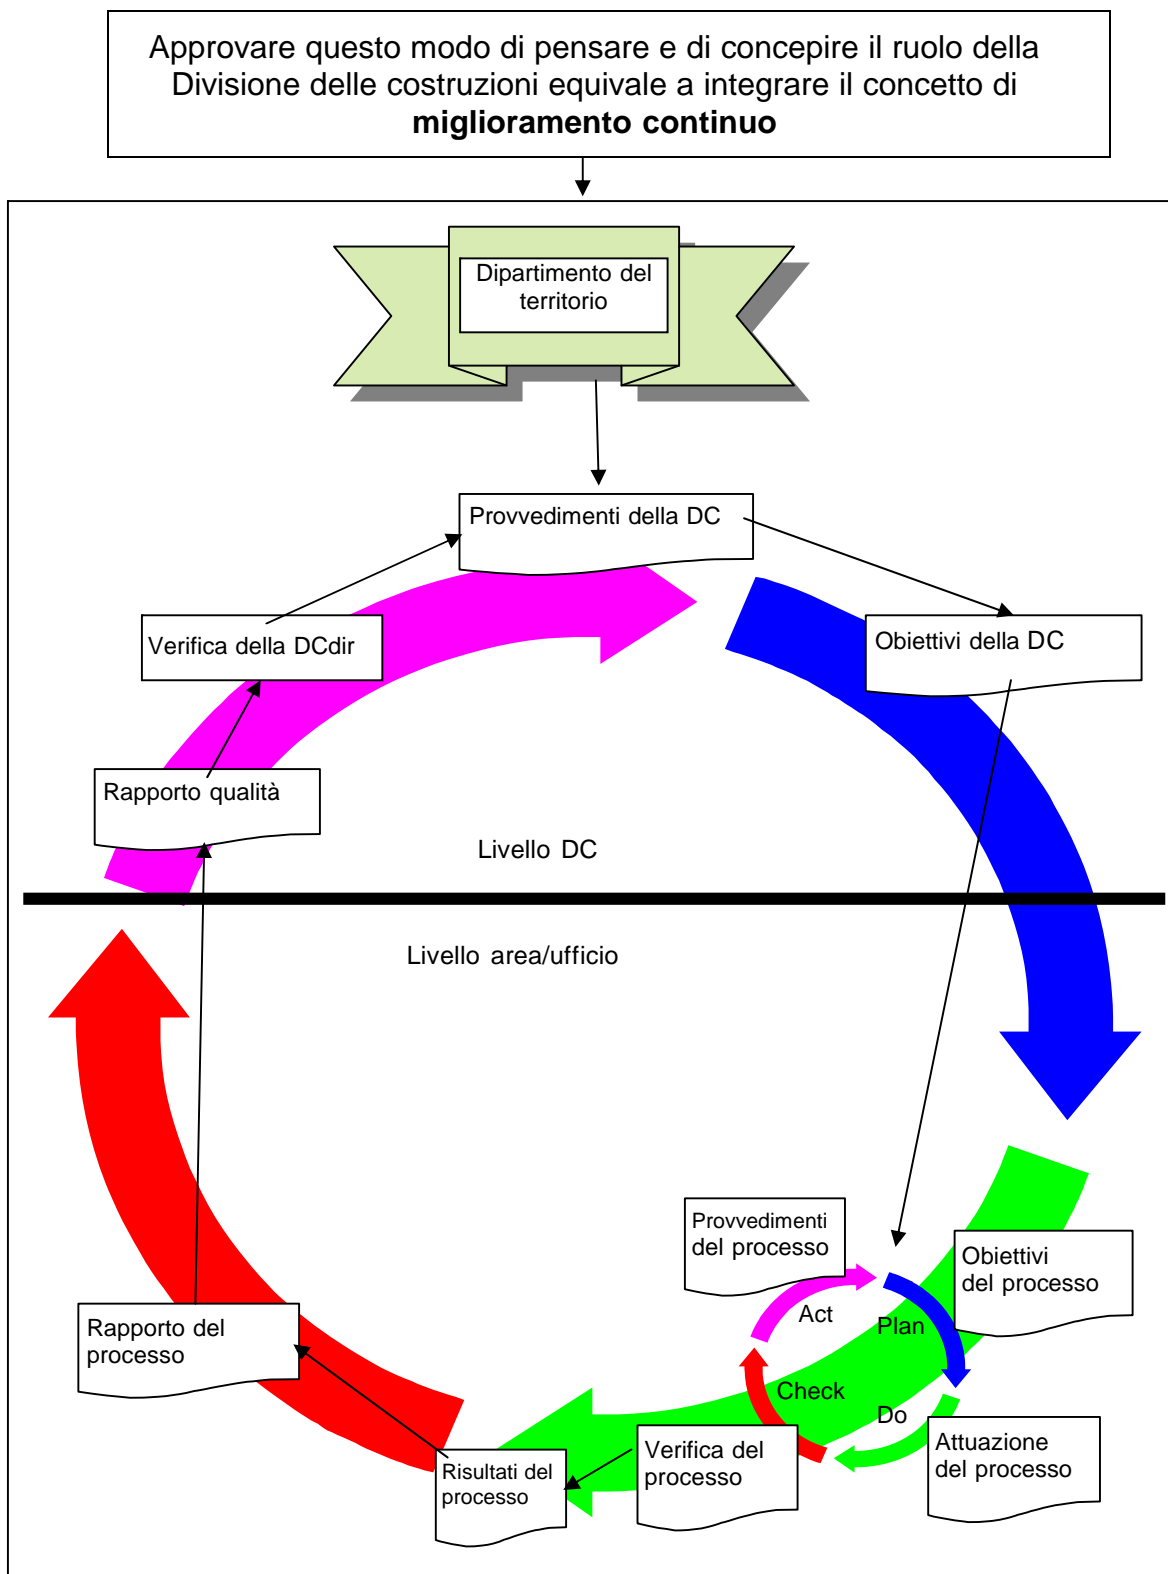 Approvare questo modo di pensare e di concepire il ruolo della
Divisione delle costruzioni equivale a integrare il concetto di
miglioramento continuo
Dipartimento del
territorio
Provvedimenti della DC
Verifica della DCdir
Obiettivi della DC
Rapporto qualità
Livello DC
Livello area/ufficio
Provvedimenti
del processo
Obiettivi
del processo
Act
Plan
Rapporto del
processo
Check
Do
Attuazione
del processo
Verifica del
processo
Risultati del
processo